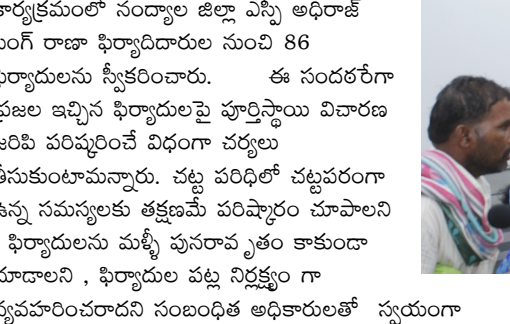 కార్యక్రమంలో నంద్యాల జిల్లా ఎస్పీ అధిరాజ్
సింగ్ రాణా ఫిర్యాదిదారుల నుంచి 86
ఫిర్యాదులను స్వీకరించారు. ఈ సందఠరేగా
ప్రజల ఇచ్చిన ఫిర్యాదులపై పూర్తిస్థాయి విచారణ
జరిపి పరిష్కరించే విధంగా చర్యలు
తీసుకుంటామన్నారు. చట్ట పరిధిలో చట్టపరంగా
ఉన్న సమస్యలకు తక్షణమే పరిష్కారం చూపాలని
ఫిర్యాదులను మళ్ళీ పునరావ ృతం కాకుండా
చూడాలని , ఫిర్యాదుల పట్ల నిర్లక్ష్యం గా
వ్యవహరించరాదని సంబంధిత అధికారులతో స్వయంగా